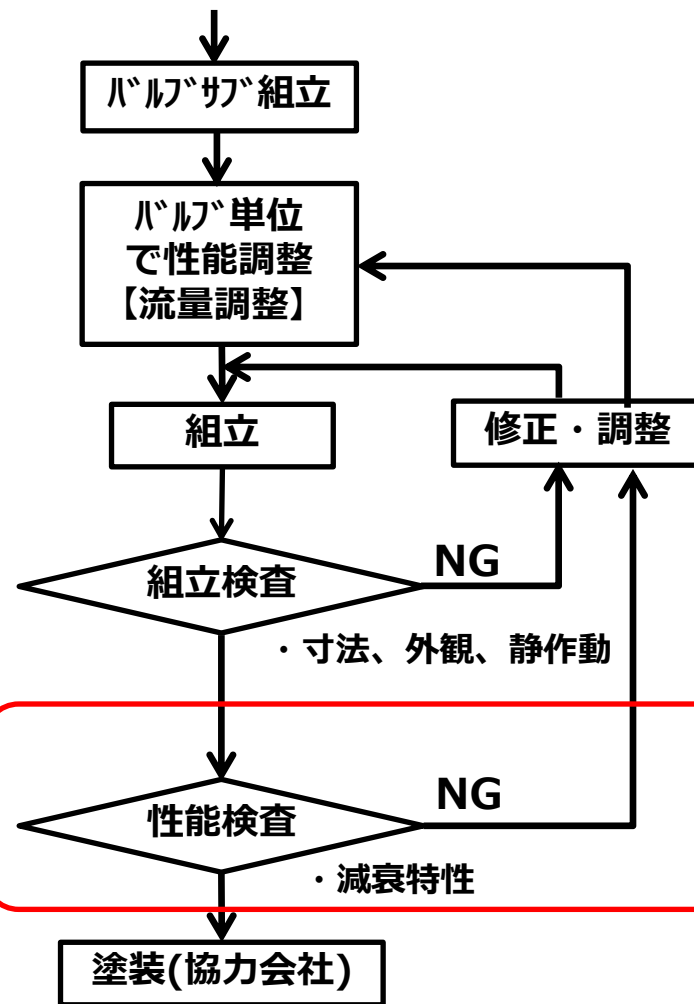 ﾊﾞﾙﾌﾞｻﾌﾞ組立
ﾊﾞﾙﾌﾞ単位
で性能調整
【流量調整】
組立
修正・調整
組立検査
NG
・寸法、外観、静作動
性能検査
NG
・減衰特性
塗装(協力会社)